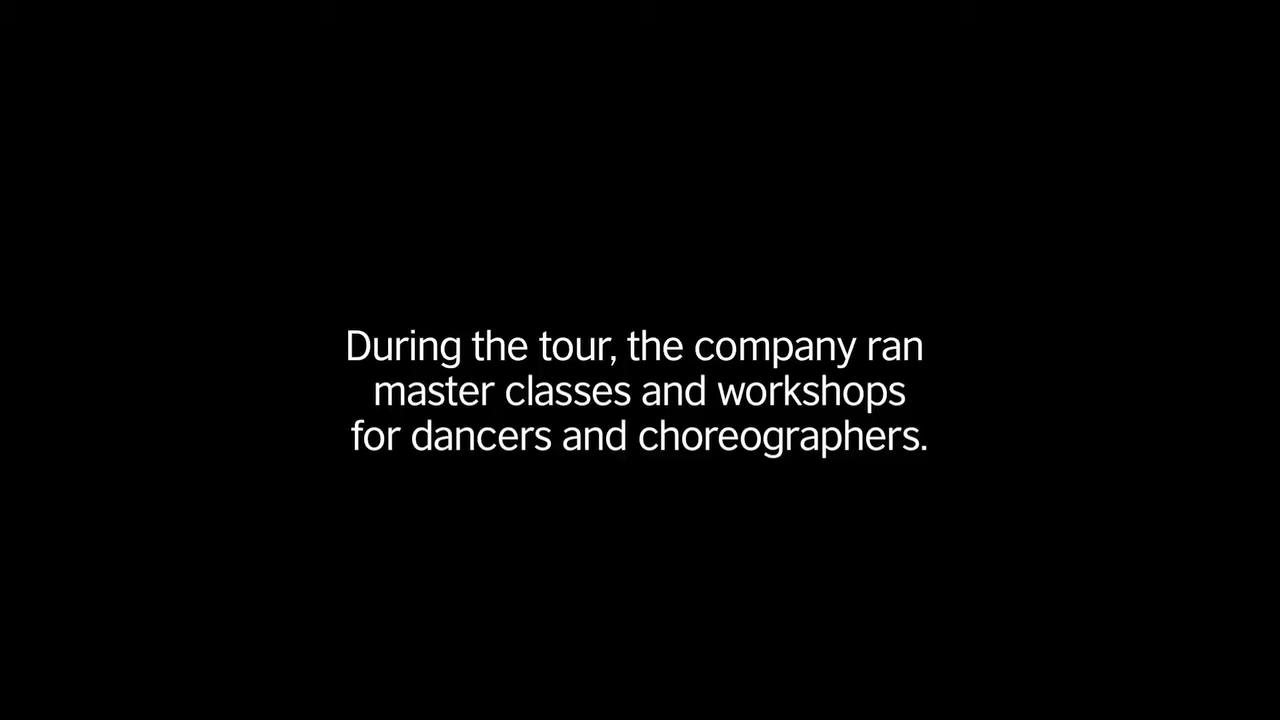 During the tour, the company ran
master classes and workshops
for dancers and choreographers.